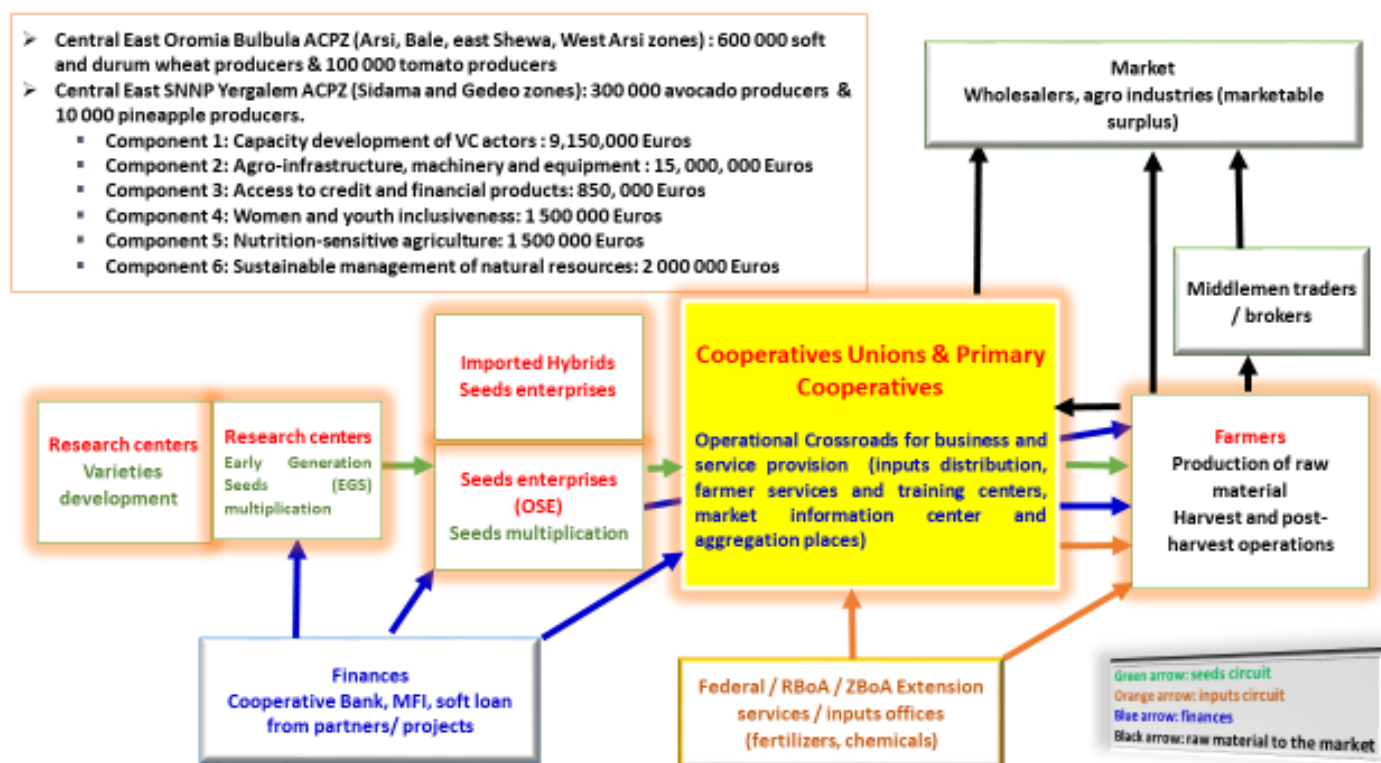 ➢ Central East Oromia Bulbula ACPZ (Arsi, Bale, east Shewa, West Arsi zones) : 600 000 soft
and durum wheat producers & 100 000 tomato producers
➢ Central East SNNP Yergalem ACPZ (Sidama and Gedeo zones): 300 000 avocado producers &
10 000 pineapple producers.
▪ Component 1: Capacity development of VC actors : 9,150,000 Euros
▪ Component 2: Agro-infrastructure, machinery and equipment : 15, 000, 000 Euros
▪ Component 3: Access to credit and financial products: 850, 000 Euros
▪ Component 4: Women and youth inclusiveness: 1 500 000 Euros
▪ Component 5: Nutrition-sensitive agriculture: 1 500 000 Euros
▪ Component 6: Sustainable management of natural resources: 2 000 000 Euros
Market
Wholesalers, agro industries (marketable
surplus)
Middlemen traders
/ brokers
Imported Hybrids
Seeds enterprises
Research centers
Varieties
development
Research centers
Early Generation
Seeds (EGS)
multiplication
Seeds enterprises
(OSE)
Seeds multiplication
Cooperatives Unions & Primary
Cooperatives
Operational Crossroads for business and
service provision (inputs distribution,
farmer services and training centers,
market information center and
aggregation places)
Farmers
Production of raw
material
Harvest and post-
harvest operations
Finances
Cooperative Bank, MFI, soft loan
from partners/ projects
Federal / RBoA / ZBoA Extension
services / inputs offices
(fertilizers, chemicals)
Green arrow: seeds circuit
Orange arrow: inputs circuit
Blue arrow: finances
Black arrow: raw material to the market